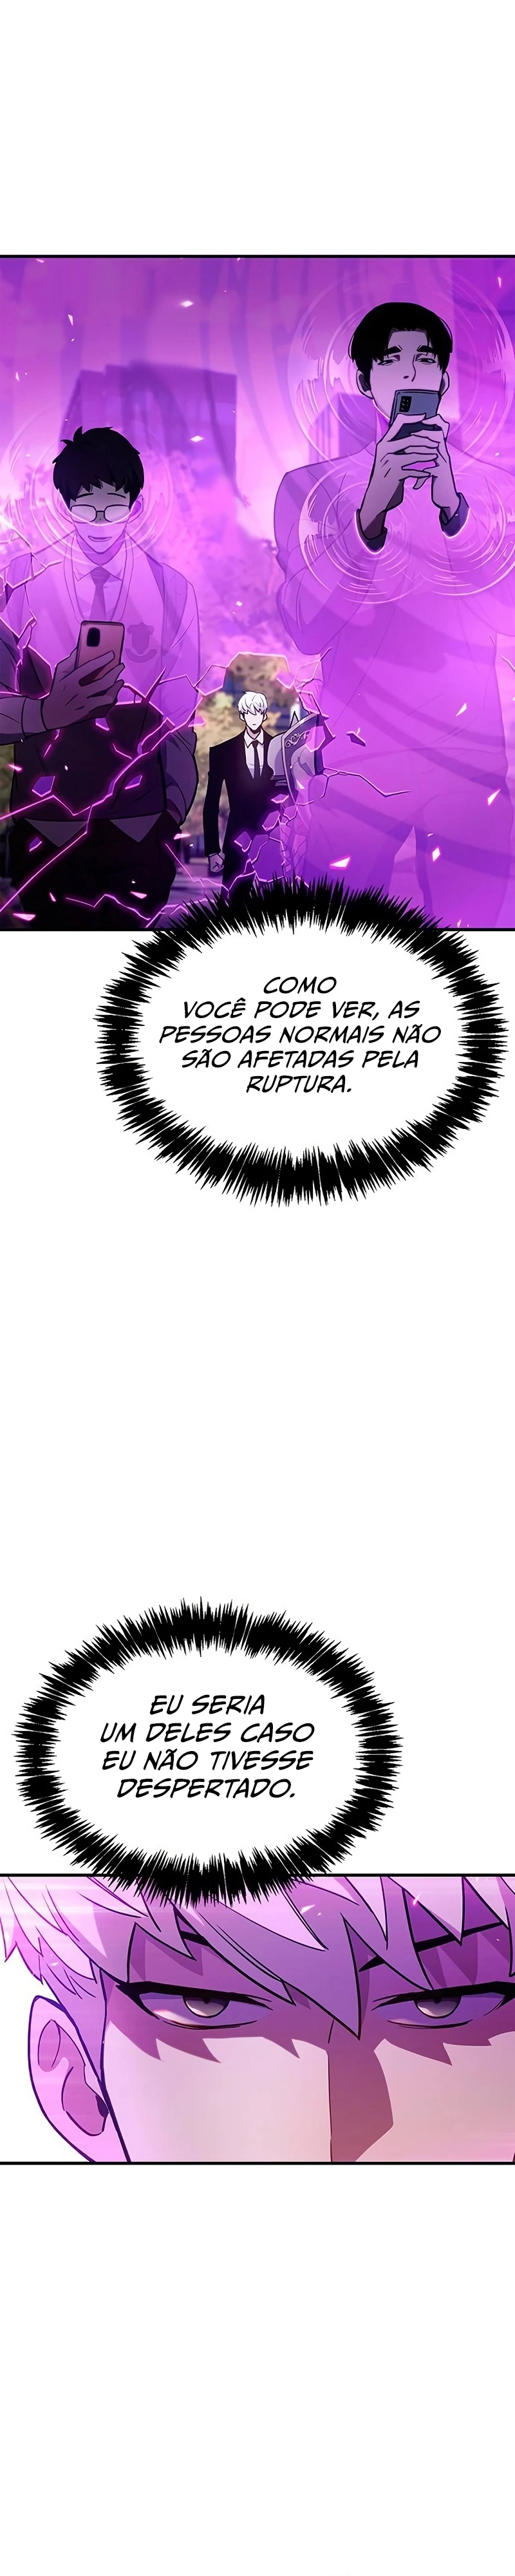 COMO
VOCÊ PODE VER, AS
PESSOAS NORMAIS NÃO
SÃO AFETADAS PELA
RUPTURA.
EU SERIA
UM DELES CASO
EU NÃO TIVESSE
DESPERTADO.